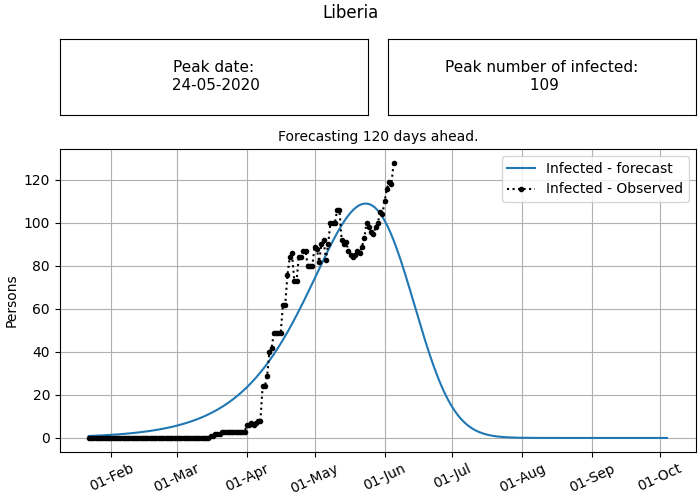 Liberia
Peak date:
24-05-2020
Peak number of infected:
109
Forecasting 120 days ahead.
Infected - forecast
Infected - Observed
Persons
120
100
80
60
40
20
0
01-Feb
01-Mar
01-Apr
01-May
01-Jun
01-Jul
01-Aug
01-Sep
01-Oct